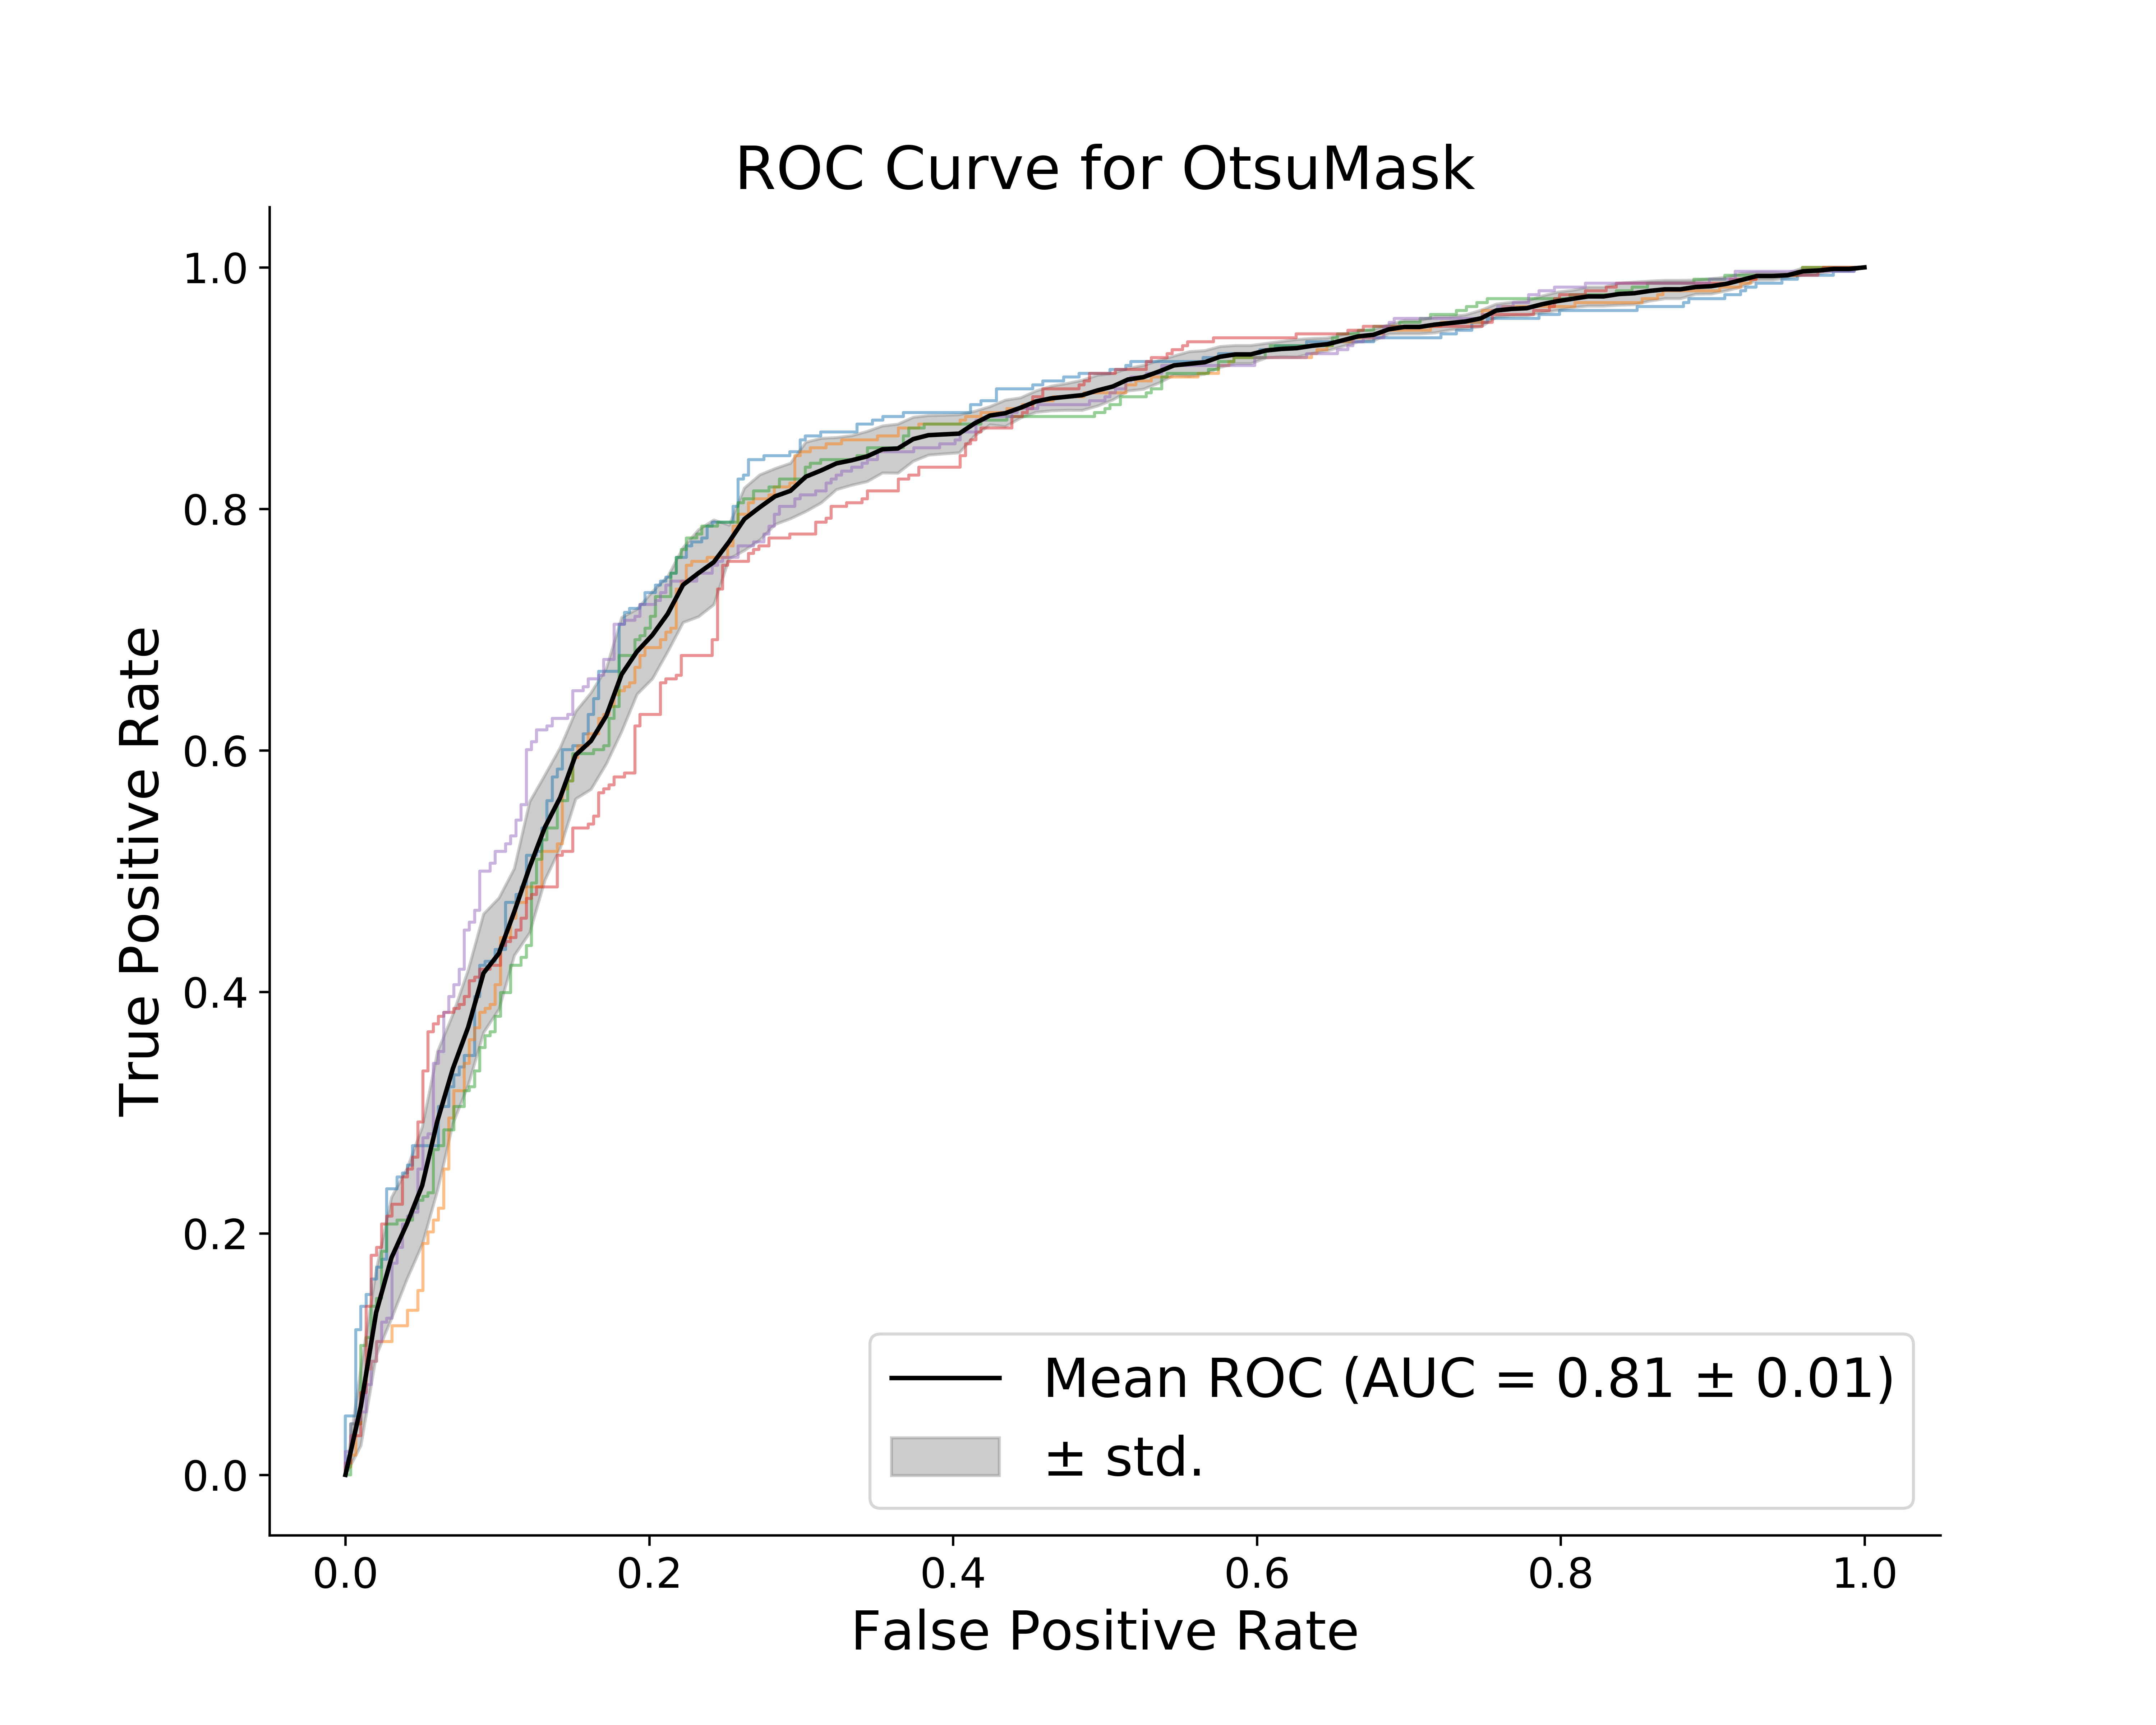 ROC Curve for OtsuMask
True Positive Rate
1.0
0.8
0.6
0.4
0.2
0.0
Mean ROC (AUC = 0.81 ± 0.01)
± std.
0.0 0.2 0.4 0.6 0.8 1.0
False Positive Rate